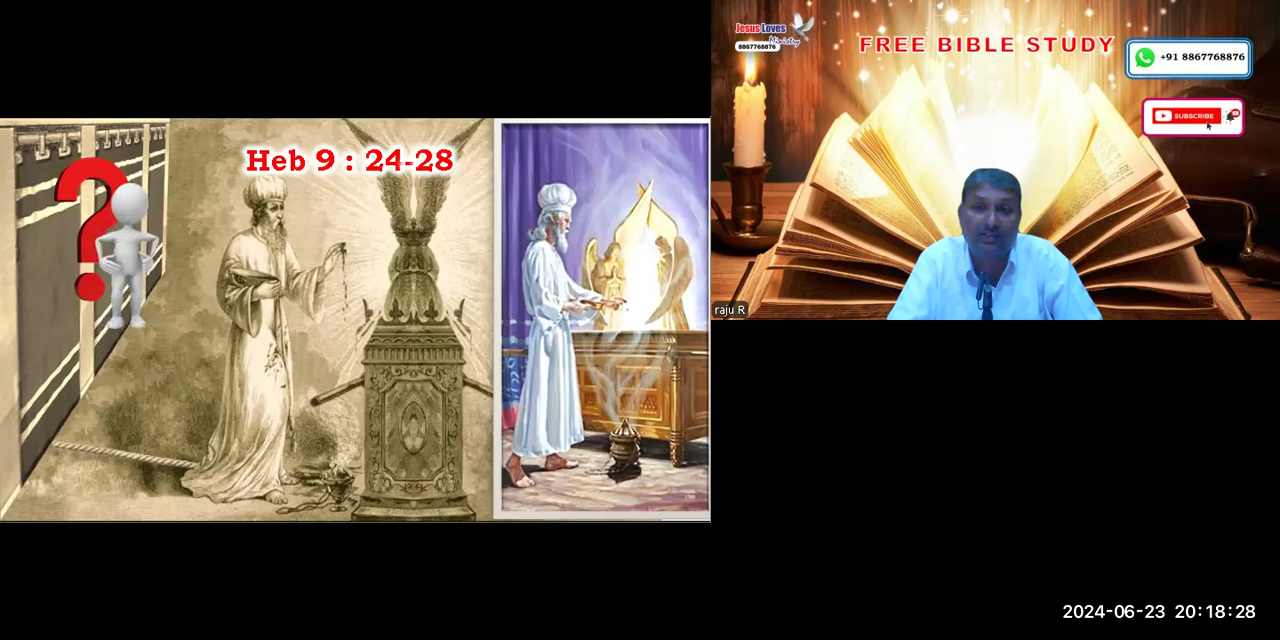 Heb 9 : 24-28
Jesus Loves
Ministry
8867768876
FREE BIBLE STUDY
+91 8867768876
SUBSCRIBE
raju R
2024-06-23 20:18:28